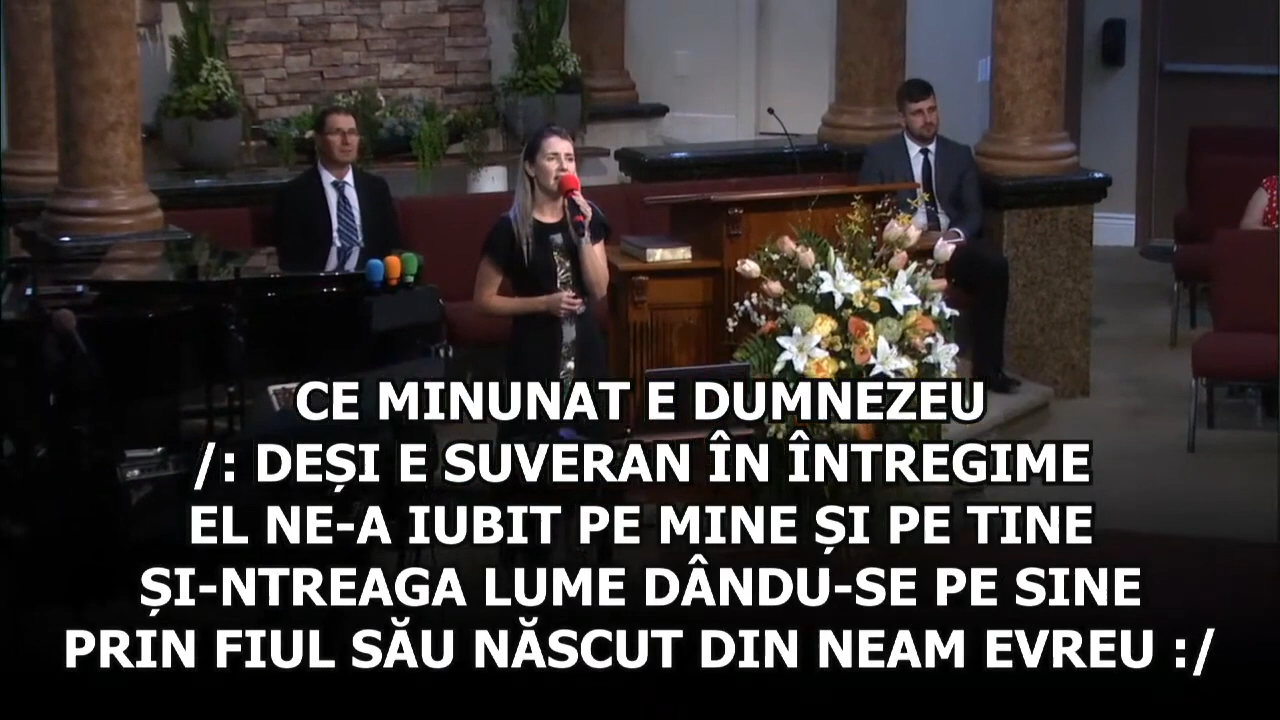 CE MINUNAT E DUMNEZEU
/: DEȘI E SUVERAN ÎN ÎNTREGIME
EL NE-A IUBIT PE MINE ȘI PE TINE
ȘI-NTREAGA LUME DÂNDU-SE PE SINE
PRIN FIUL SĂU NĂSCUT DIN NEAM EVREU :/